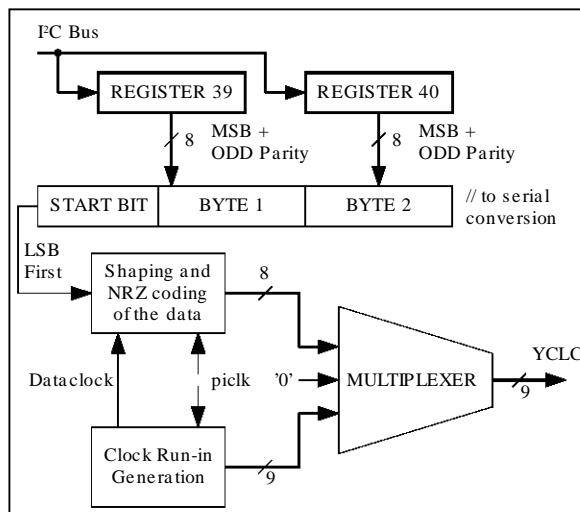 I²C Bus
REGISTER 39
REGISTER 40
8
MSB +
ODD Parity
8
MSB +
ODD Parity
START BIT
BYTE 1
BYTE 2
// to serial
conversion
LSB
First
Shaping and
NRZ coding
of the data
8
Dataclock
piclk
'0'
MULTIPLEXER
YCLC
9
Clock Run-in
Generation
9